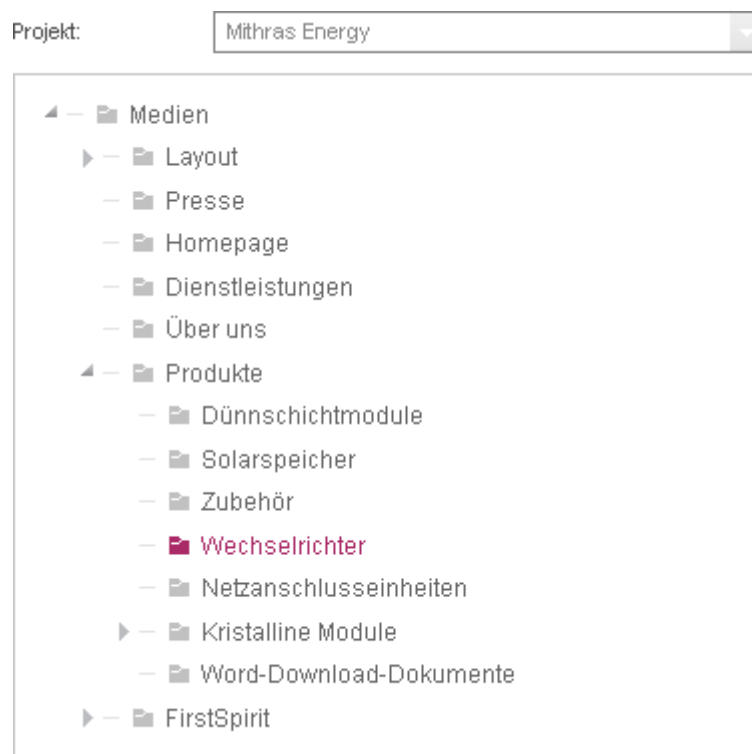 Projekt: Mithras Energy
Medien
Layout
Presse
Homepage
Dienstleistungen
Über uns
Produkte
Dünnschichtmodule
Solarspeicher
Zubehör
Wechselrichter
Netzanschlusseinheiten
Kristalline Module
Word-Download-Dokumente
FirstSpirit